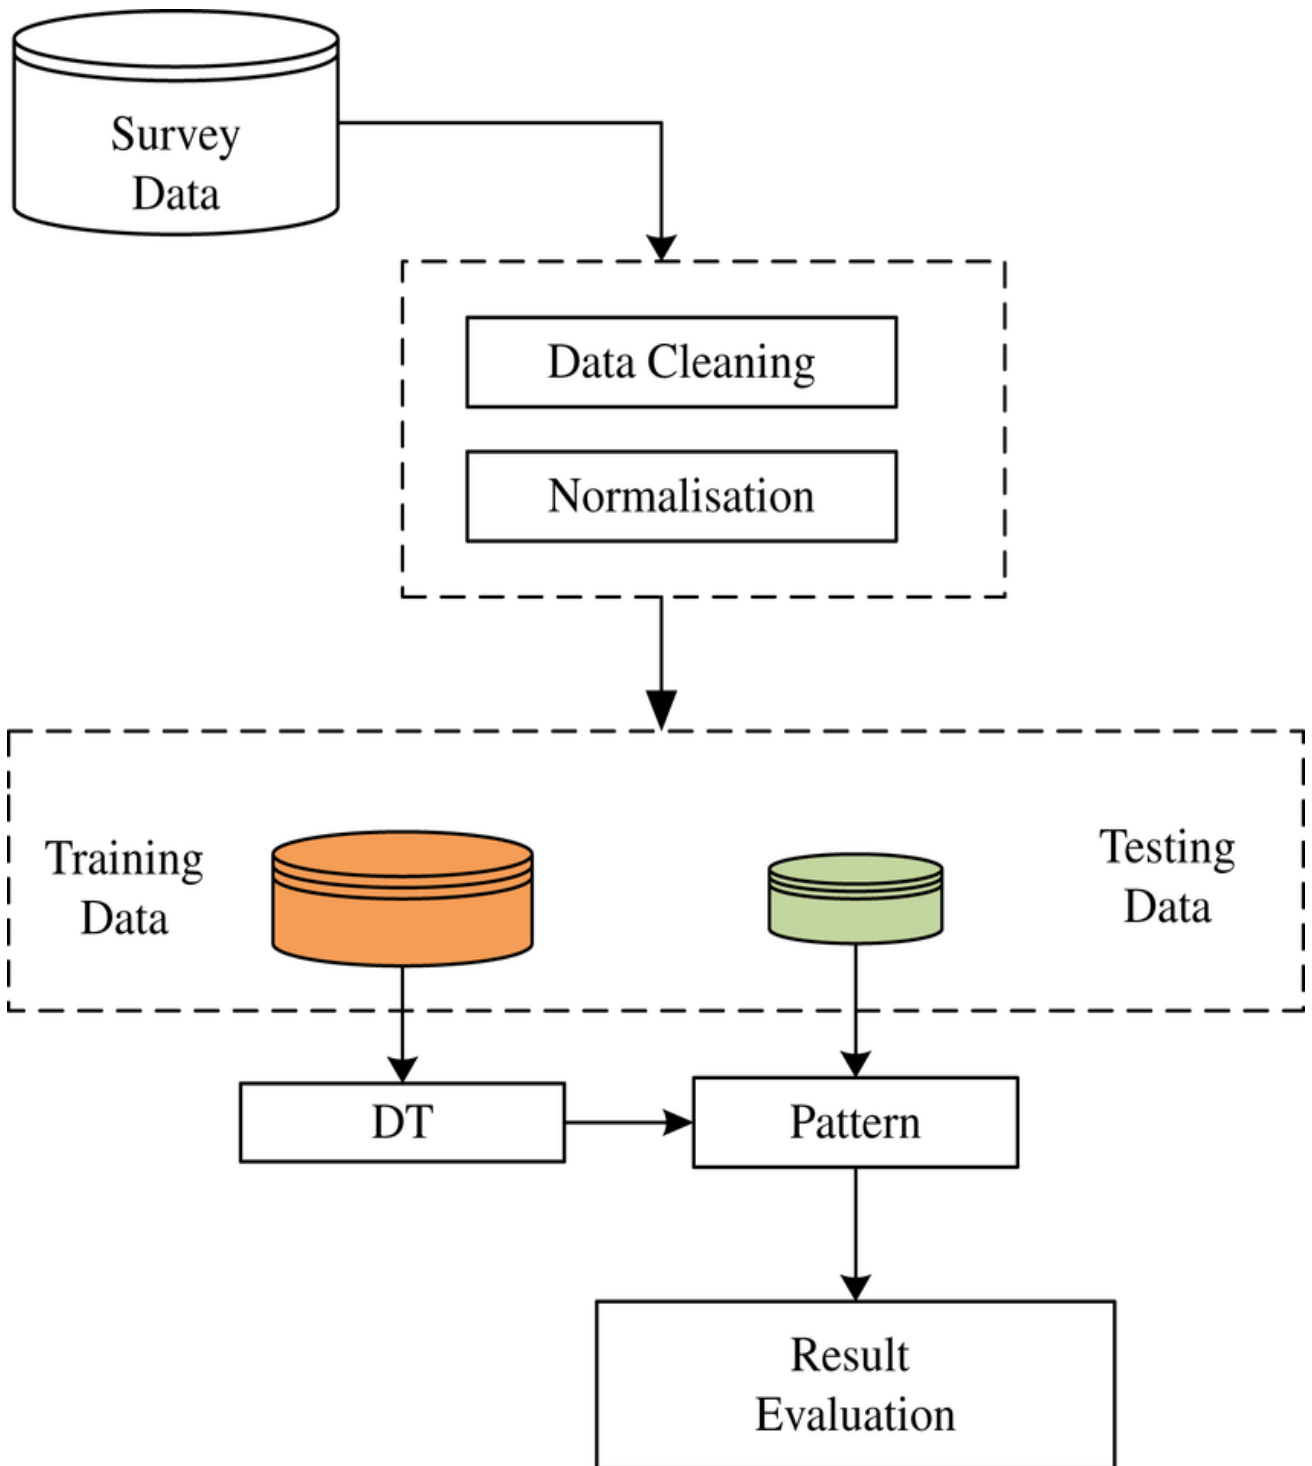 Survey
Data
Data Cleaning
Normalisation
Training
Data
Testing
Data
DT
Pattern
Result
Evaluation